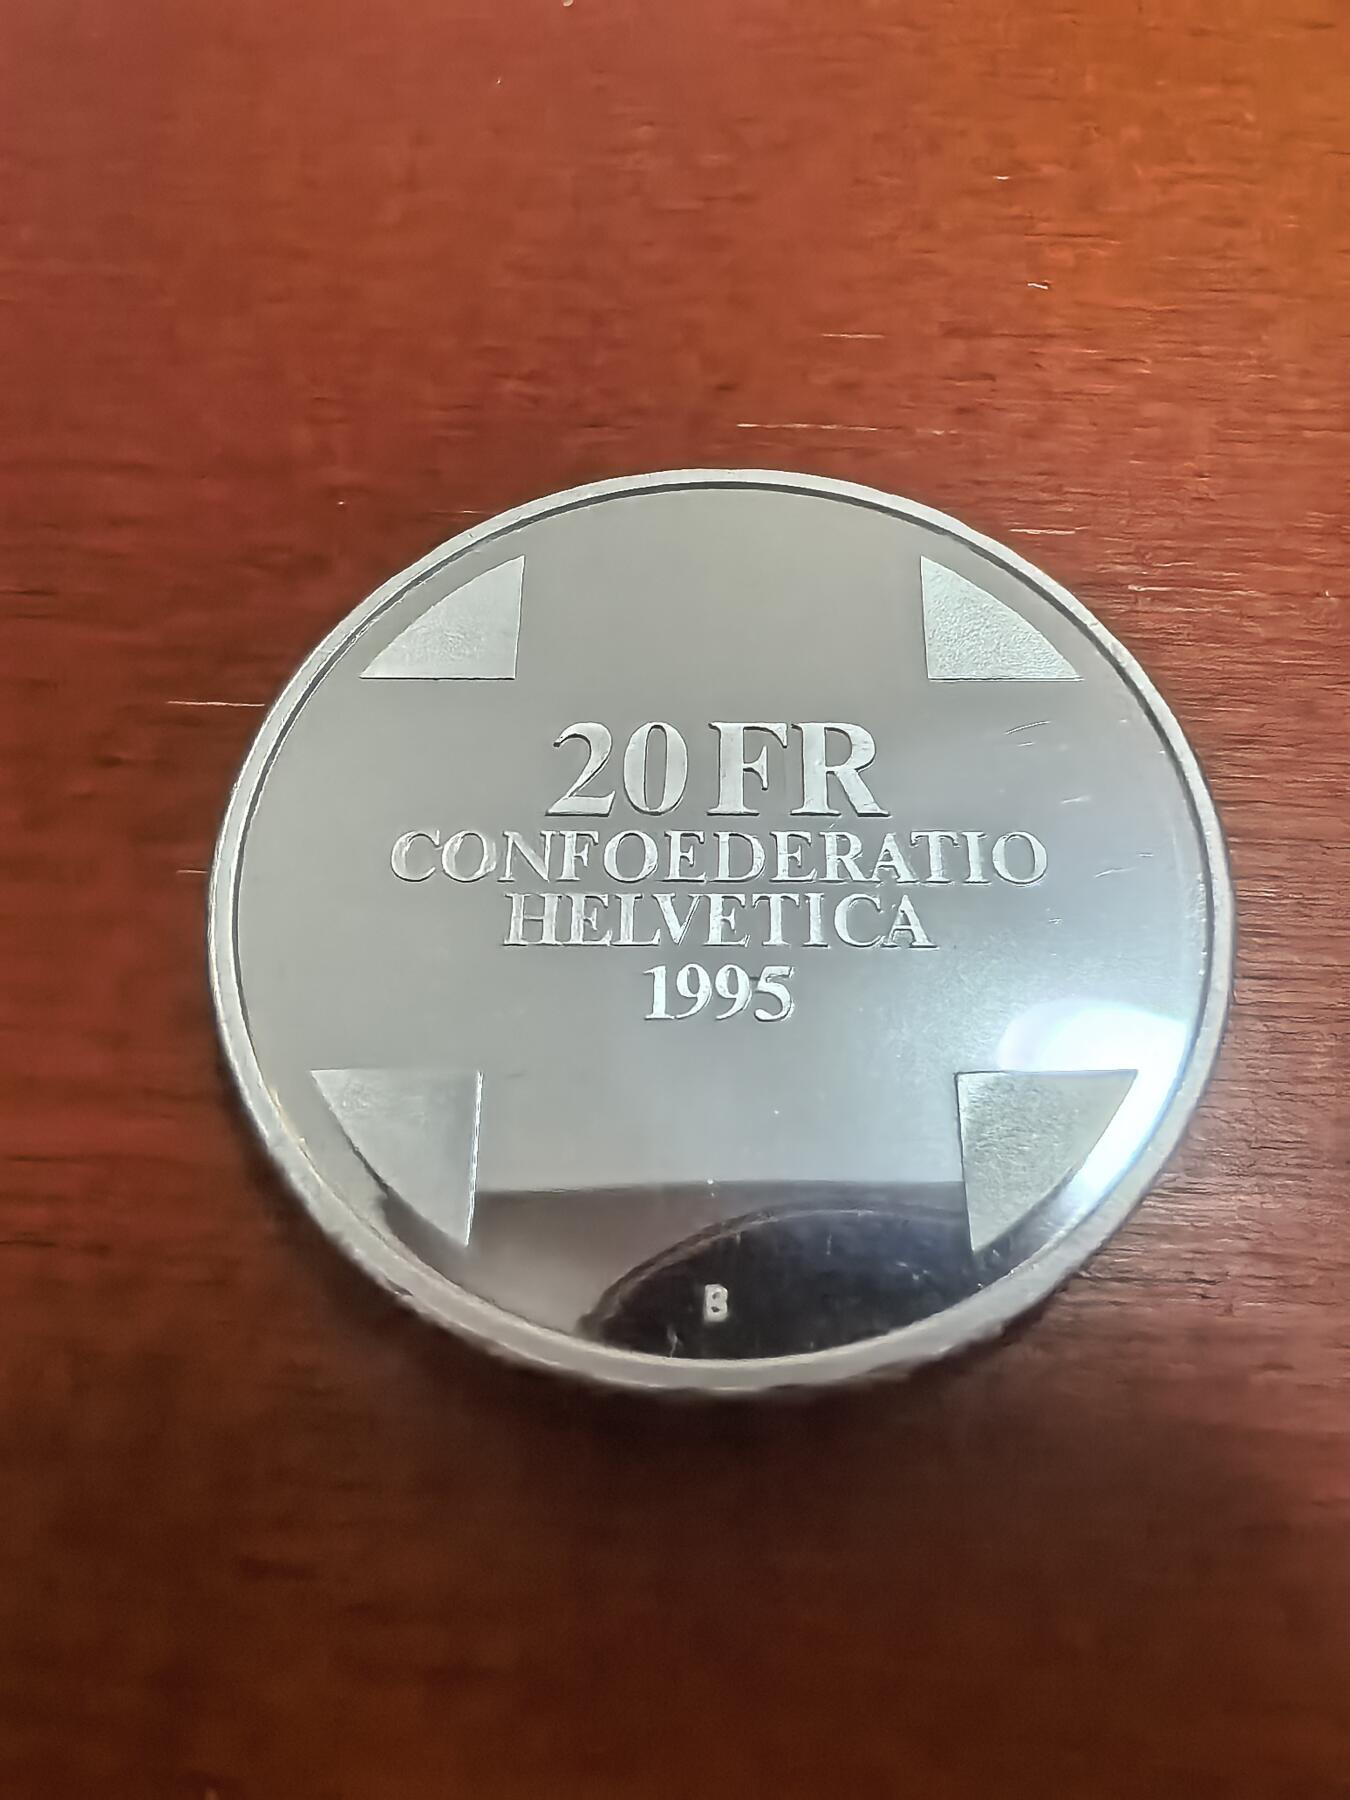 20 FR
CONFOEDERATIO
HELVETICA
1995
B